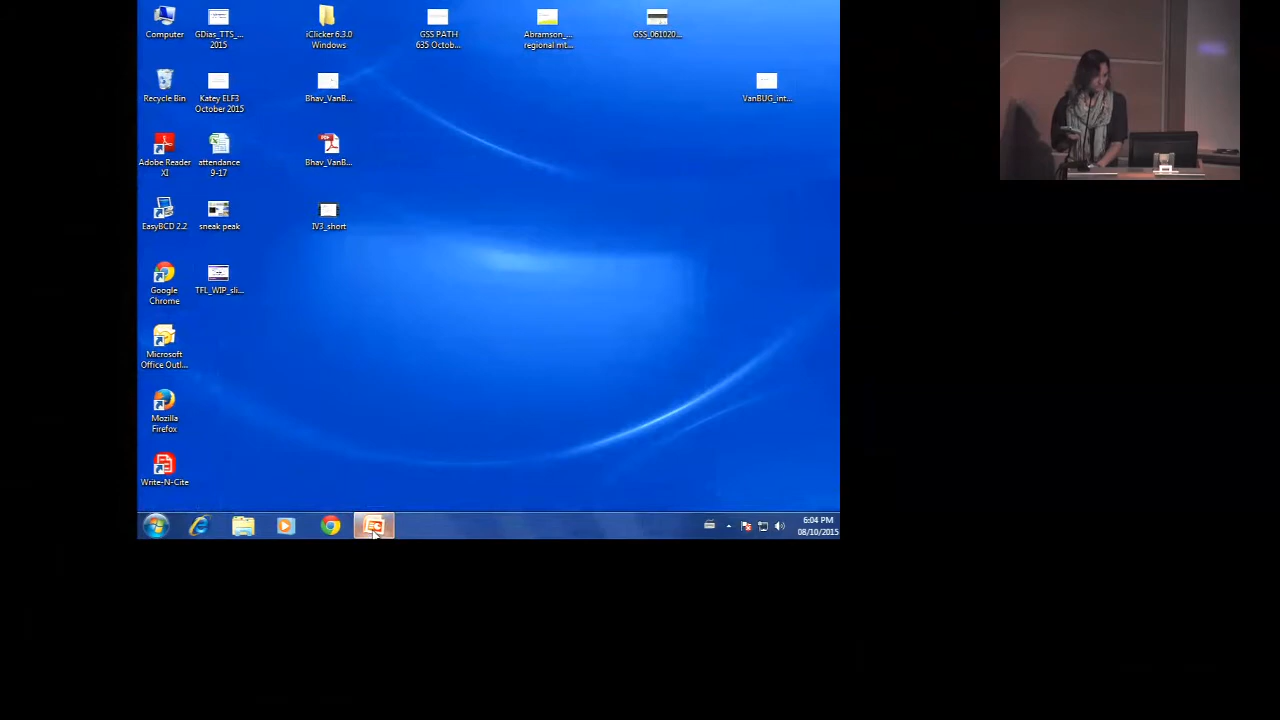 Computer
GDias_TTS_...
2015
iClicker 6.3.0
Windows
GSS PATH
635 Octob...
Abramson_...
regional mt...
GSS_061020...
Recycle Bin
Katey ELF3
October 2015
Bhav_VanB...
VanBUG_int...
Adobe Reader
XI
attendance
9-17
Bhav_VanB...
EasyBCD 2.2
sneak peak
IV3_short
Google
Chrome
TFL_WIP_sli...
Microsoft
Office Outl...
Mozilla
Firefox
Write-N-Cite
6:04 PM
08/10/2015